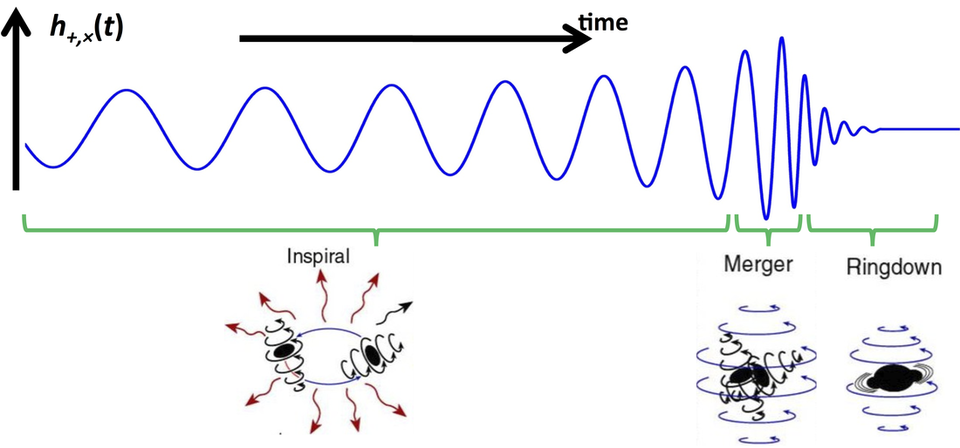 h+,×(t)
time
Inspiral
Merger
Ringdown